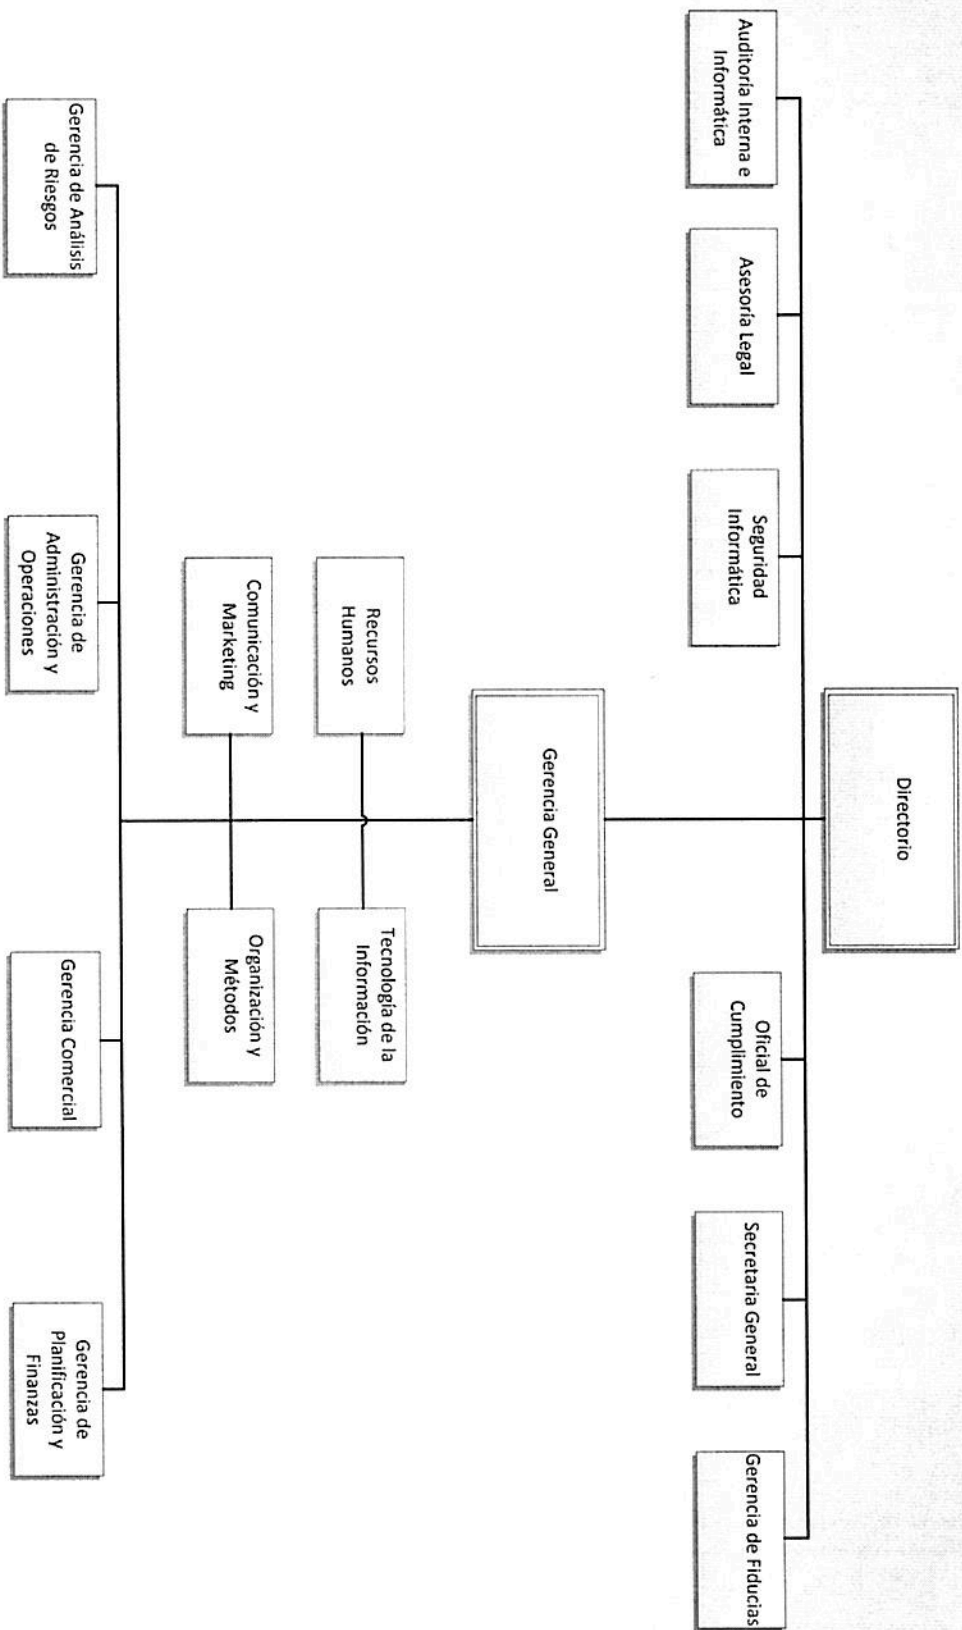 Directorio
Auditoría Interna e
Informática
Asesoría Legal
Seguridad
Informática
Oficial de
Cumplimiento
Secretaria General
Gerencia de Fiducias
Gerencia General
Recursos
Humanos
Tecnología de la
Información
Comunicación y
Marketing
Organización y
Métodos
Gerencia de Análisis
de Riesgos
Gerencia de
Administración y
Operaciones
Gerencia Comercial
Gerencia de
Planificación y
Finanzas